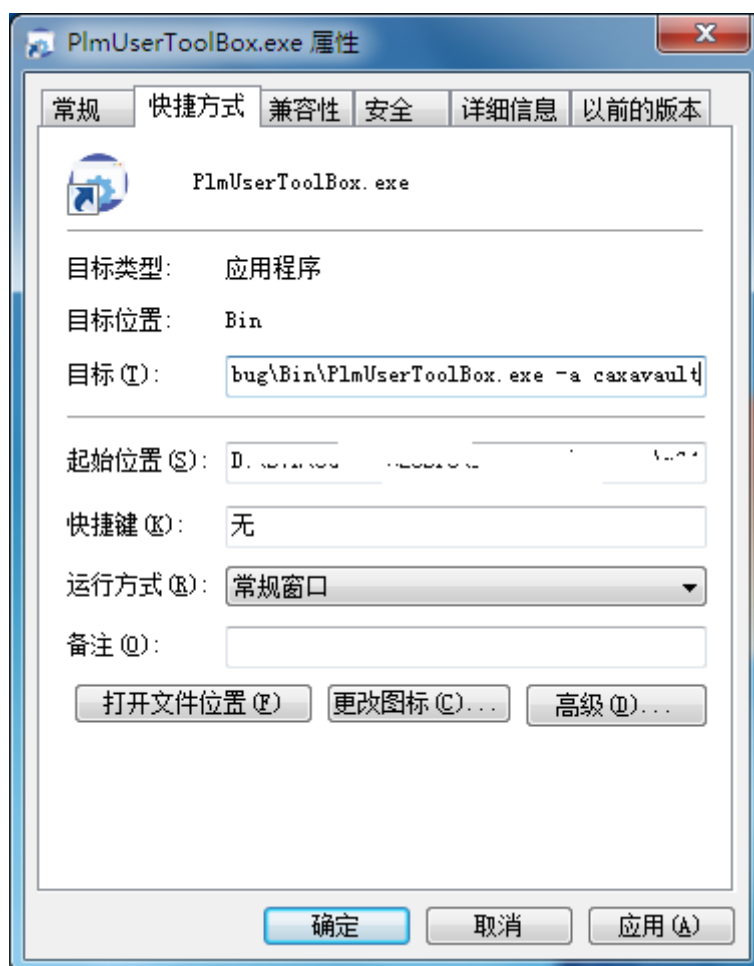 PlmUserToolBox.exe 属性
常规 快捷方式 兼容性 安全 详细信息 以前的版本
PlmUserToolBox.exe
目标类型: 应用程序
目标位置: Bin
目标(T): bug\Bin\PlmUserToolBox.exe -a caxavault
起始位置(S): D.
快捷键(K): 无
运行方式(R): 常规窗口
备注(O):
打开文件位置(F) 更改图标(C)... 高级(D)...
确定 取消 应用(A)